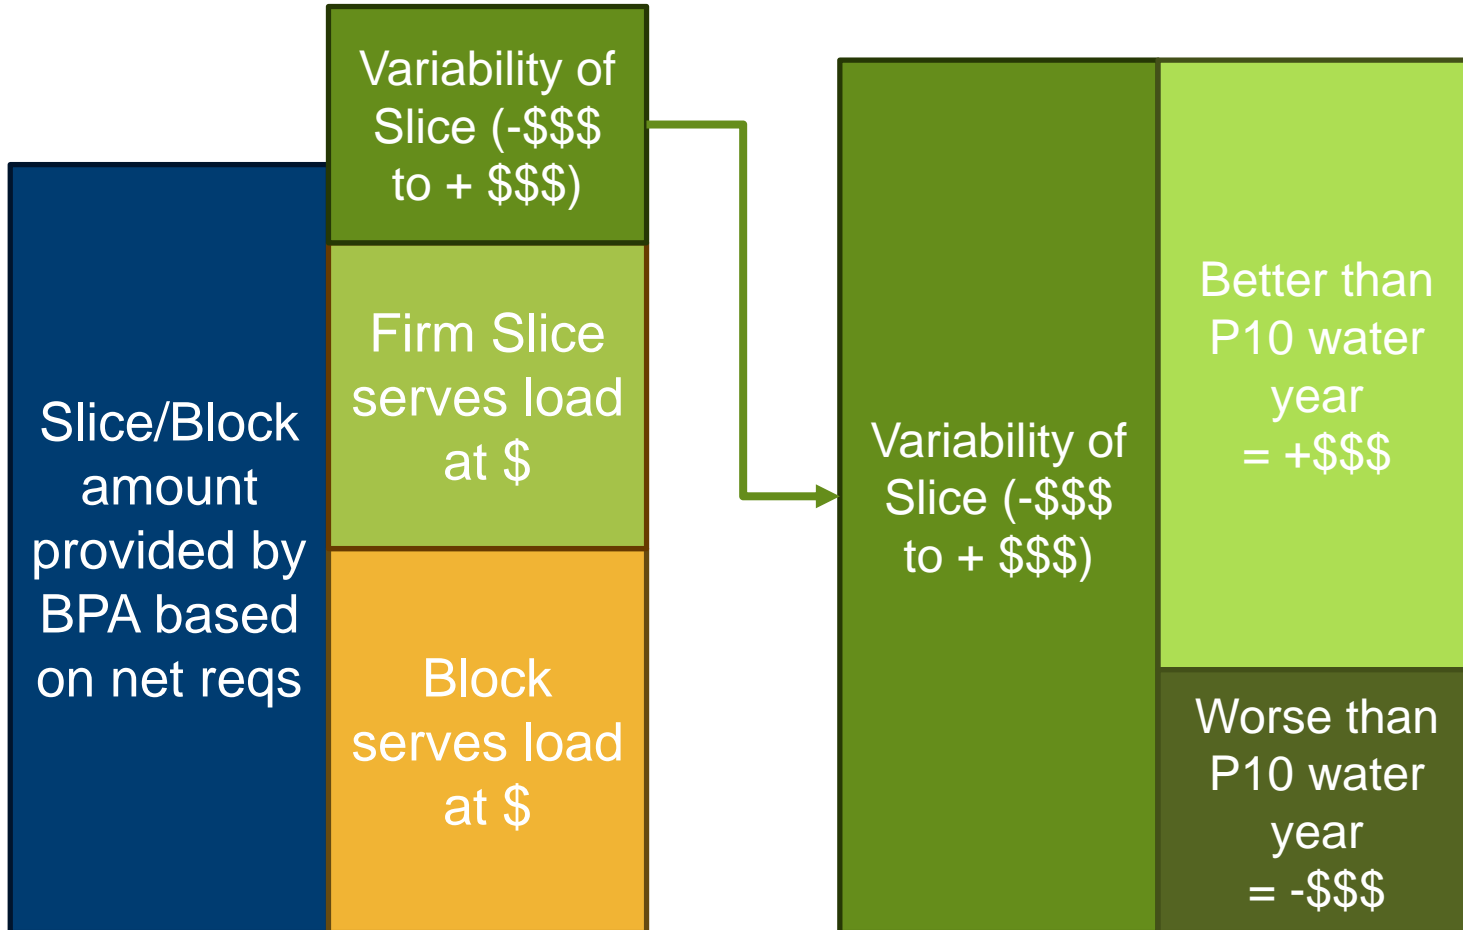 Slice/Block
amount
provided by
BPA based
on net reqs
Variability of
Slice (-$$$
to + $$$)
Firm Slice
serves load
at $
Block
serves load
at $
Variability of
Slice (-$$$
to + $$$)
Better than
P10 water
year
= +$$$
Worse than
P10 water
year
= -$$$